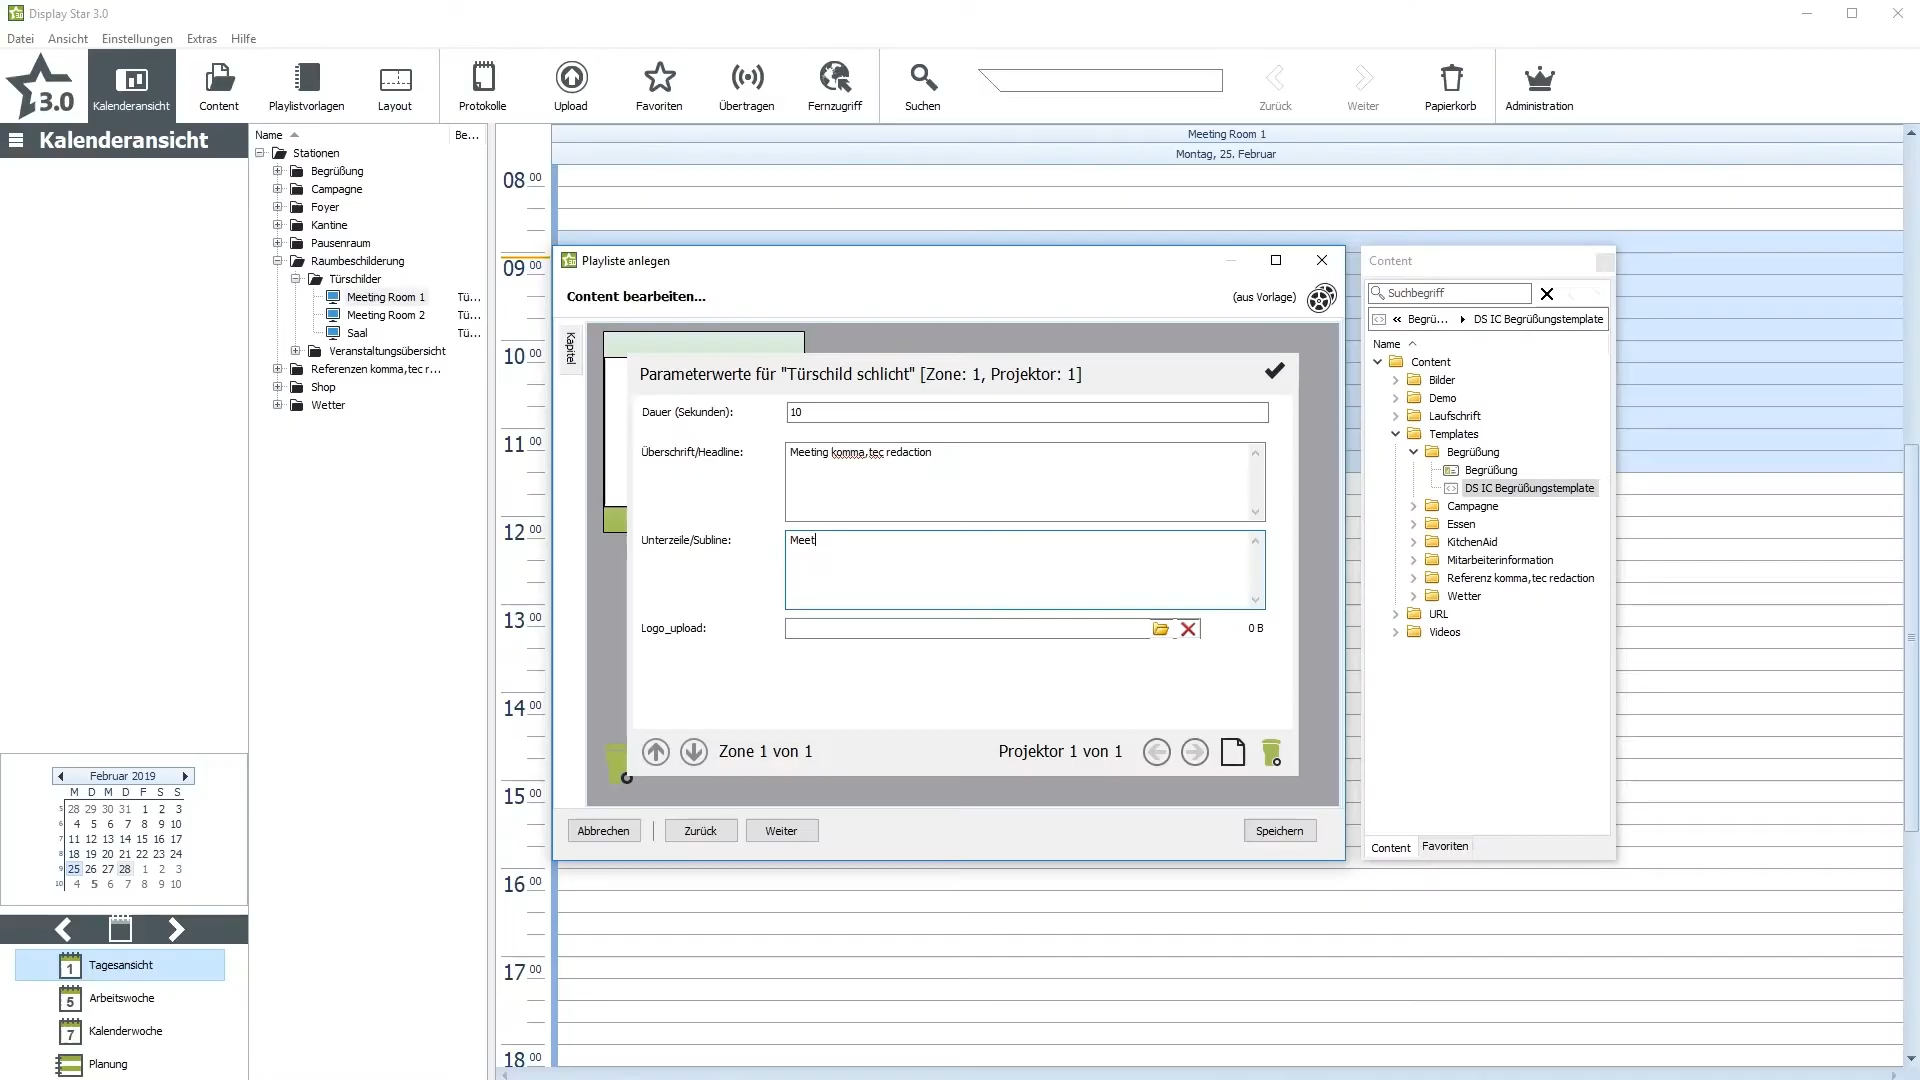 Display Star 3.0
Datei Ansicht Einstellungen Extras Hilfe
3.0
Kalenderansicht
Content
Playlistvorlagen
Layout
Protokolle
Upload
Favoriten
Übertragen
Fernzugriff
Suchen
Zurück
Weiter
Papierkorb
Administration
Kalenderansicht
Name
Be...
Stationen
Begrüßung
Campagne
Foyer
Kantine
Pausenraum
Raumbeschilderung
Türschilder
Meeting Room 1 Tü...
Meeting Room 2 Tü...
Saal Tü...
Veranstaltungsübersicht
Referenzen komma,tec r...
Shop
Wetter
Februar 2019
M D M D F S S
5 28 29 30 31 1 2 3
6 4 5 6 7 8 9 10
7 11 12 13 14 15 16 17
8 18 19 20 21 22 23 24
9 25 26 27 28 1 2 3
10 4 5 6 7 8 9 10
1 Tagesansicht
5 Arbeitswoche
7 Kalenderwoche
Planung
Meeting Room 1
Montag, 25. Februar
08 00
09 00
10 00
11 00
12 00
13 00
14 00
15 00
16 00
17 00
18 00
Playliste anlegen
Content bearbeiten...
(aus Vorlage)
Kapitel
Parameterwerte für "Türschild schlicht" [Zone: 1, Projektor: 1]
Dauer (Sekunden): 10
Überschrift/Headline: Meeting komma,tec redaction
Unterzeile/Subline: Meet
Logo_upload: 0 B
Zone 1 von 1
Projektor 1 von 1
Abbrechen
Zurück
Weiter
Speichern
Content
Suchbegriff
« Begrü... DS IC Begrüßungstemplate
Name
Content
Bilder
Demo
Laufschrift
Templates
Begrüßung
Begrüßung
DS IC Begrüßungstemplate
Campagne
Essen
KitchenAid
Mitarbeiterinformation
Referenz komma,tec redaction
Wetter
URL
Videos
Content
Favoriten